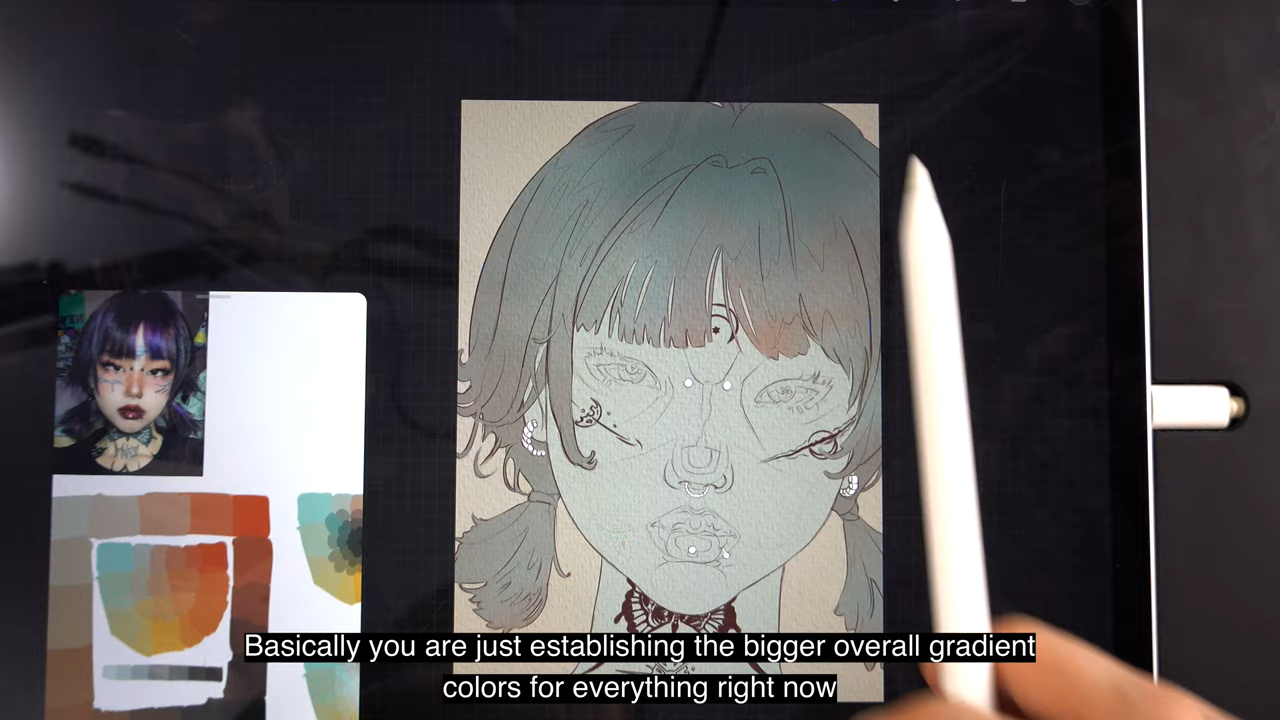 Basically you are just establishing the bigger overall gradient
colors for everything right now